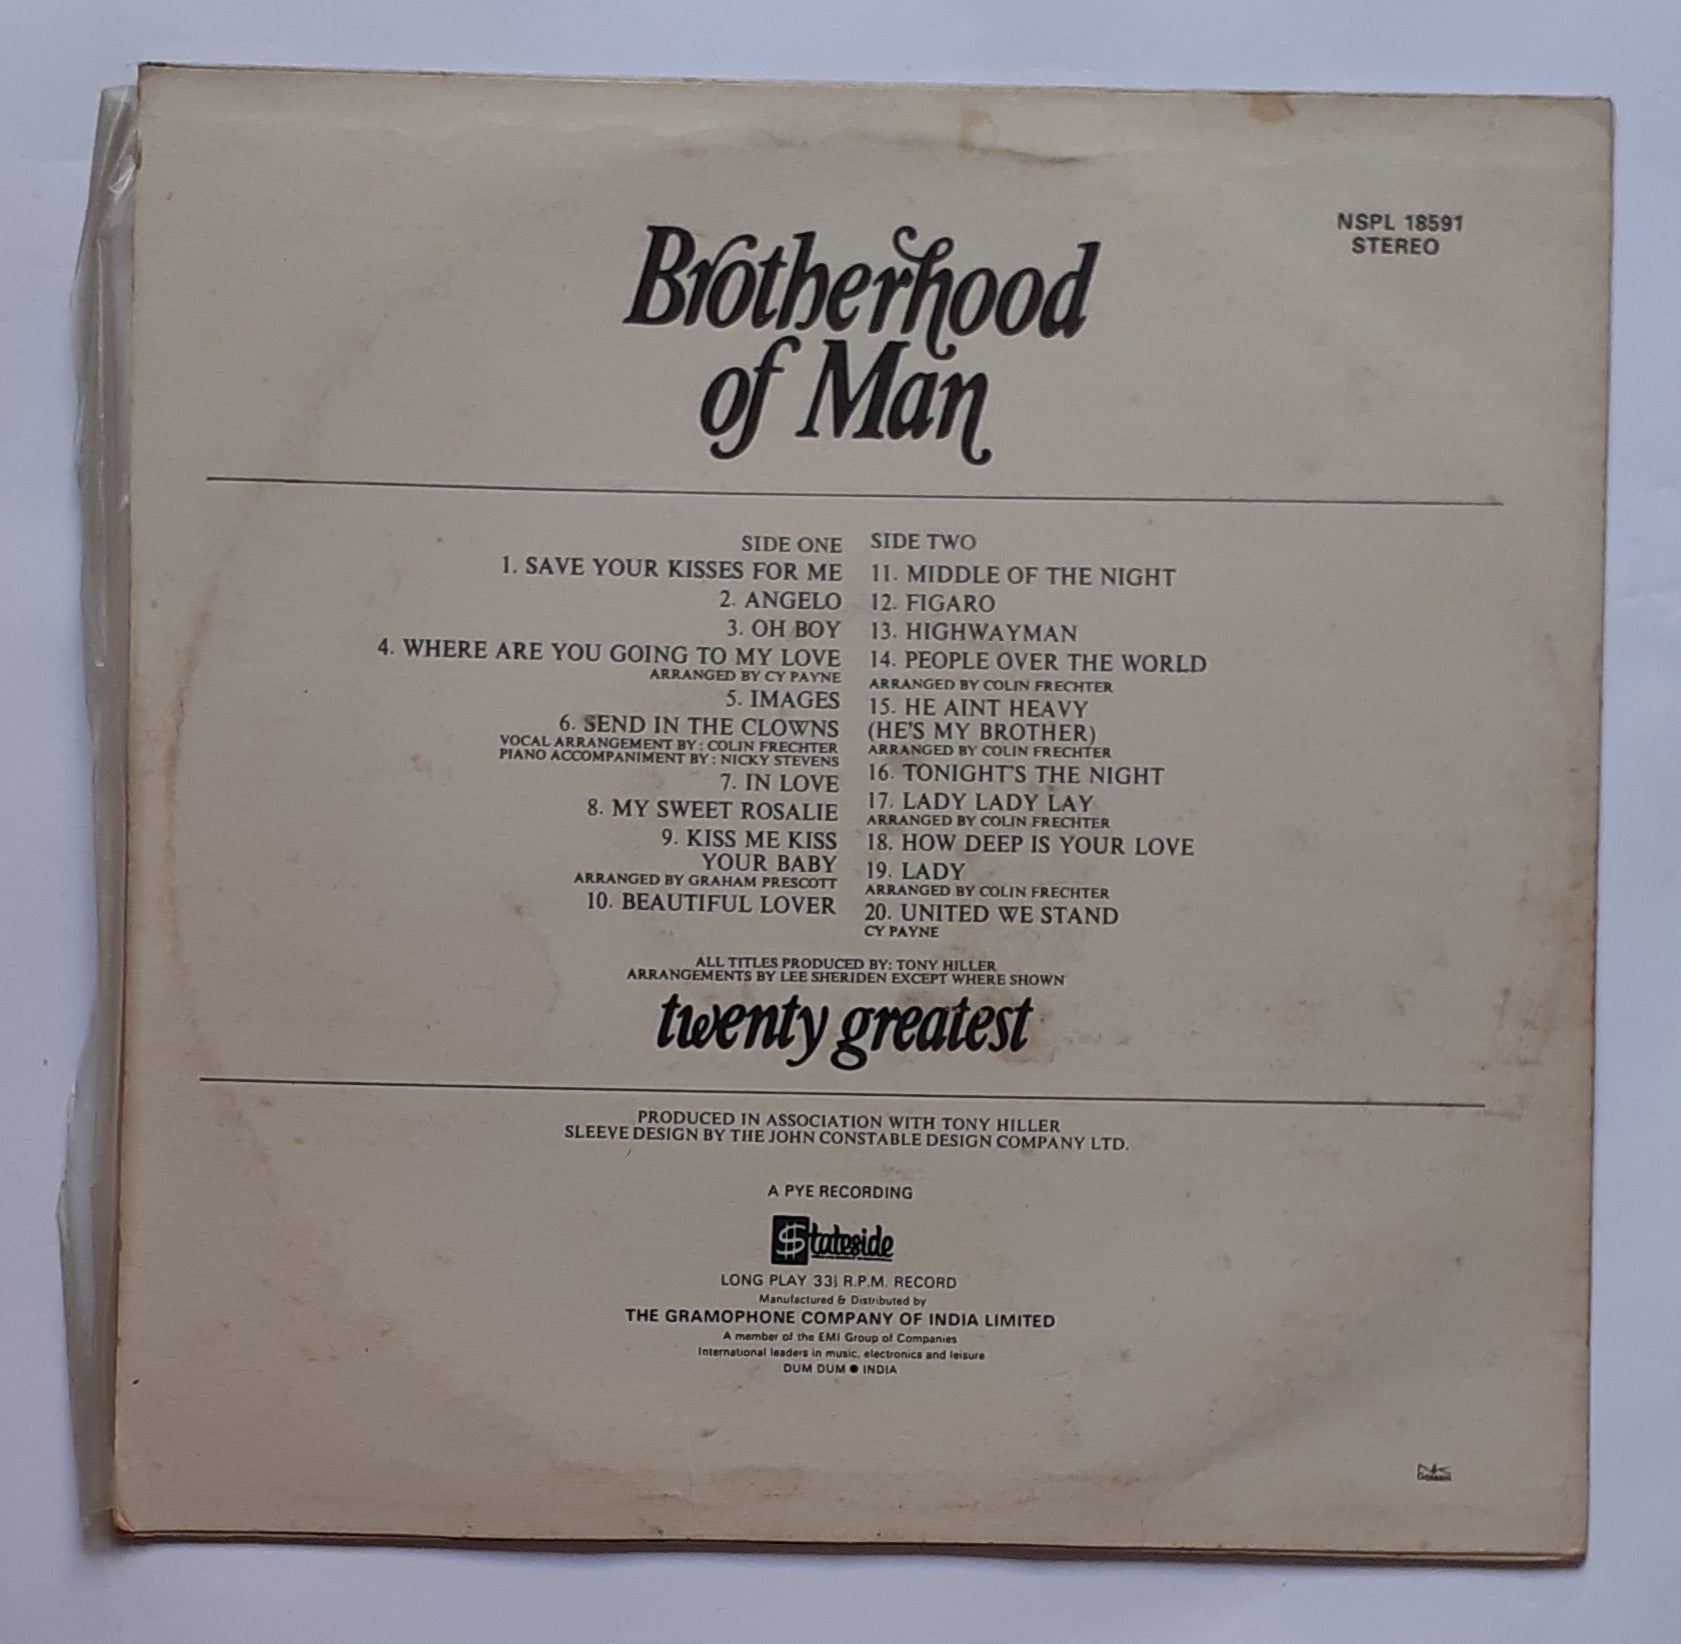 NSPL 18591
STEREO
Brotherhood
of Man
SIDE ONE
1. SAVE YOUR KISSES FOR ME
2. ANGELO
3. OH BOY
4. WHERE ARE YOU GOING TO MY LOVE
ARRANGED BY CY PAYNE
5. IMAGES
6. SEND IN THE CLOWNS
VOCAL ARRANGEMENT BY : COLIN FRECHTER
PIANO ACCOMPANIMENT BY : NICKY STEVENS
7. IN LOVE
8. MY SWEET ROSALIE
9. KISS ME KISS
YOUR BABY
ARRANGED BY GRAHAM PRESCOTT
10. BEAUTIFUL LOVER
SIDE TWO
11. MIDDLE OF THE NIGHT
12. FIGARO
13. HIGHWAYMAN
14. PEOPLE OVER THE WORLD
ARRANGED BY COLIN FRECHTER
15. HE AINT HEAVY
(HE'S MY BROTHER)
ARRANGED BY COLIN FRECHTER
16. TONIGHT'S THE NIGHT
17. LADY LADY LAY
ARRANGED BY COLIN FRECHTER
18. HOW DEEP IS YOUR LOVE
19. LADY
ARRANGED BY COLIN FRECHTER
20. UNITED WE STAND
CY PAYNE
ALL TITLES PRODUCED BY: TONY HILLER
ARRANGEMENTS BY LEE SHERIDEN EXCEPT WHERE SHOWN
twenty greatest
PRODUCED IN ASSOCIATION WITH TONY HILLER
SLEEVE DESIGN BY THE JOHN CONSTABLE DESIGN COMPANY LTD.
A PYE RECORDING
Stateside
LONG PLAY 33⅓ R.P.M. RECORD
Manufactured & Distributed by
THE GRAMOPHONE COMPANY OF INDIA LIMITED
A member of the EMI Group of Companies
International leaders in music, electronics and leisure
DUM DUM ● INDIA